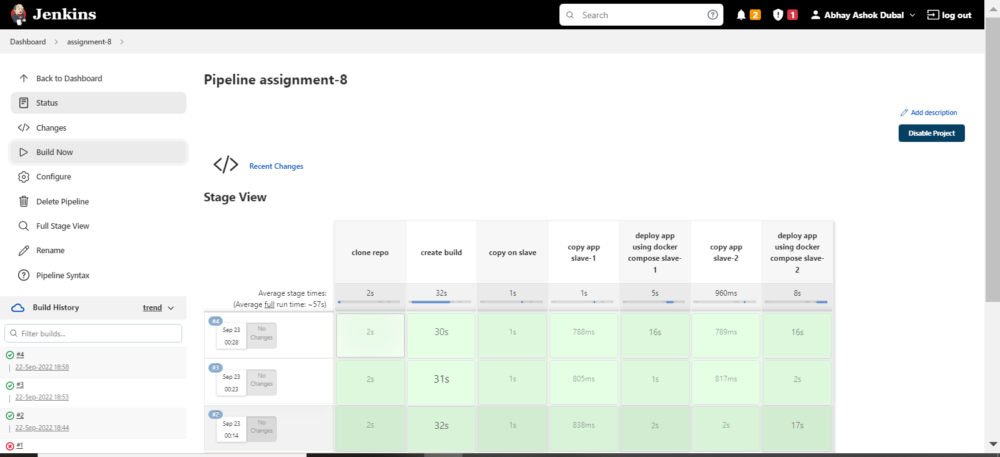 Jenkins
Search
2
1
Abhay Ashok Dubal
log out
Dashboard
assignment-8
Back to Dashboard
Status
Changes
Build Now
Configure
Delete Pipeline
Full Stage View
Rename
Pipeline Syntax
Build History
trend
Filter builds...
#4
22-Sep-2022 18:58
#3
22-Sep-2022 18:53
#2
22-Sep-2022 18:44
#1
Pipeline assignment-8
Add description
Disable Project
Recent Changes
Stage View
clone repo
create build
copy on slave
copy app
slave-1
deploy app
using docker
compose slave-
1
copy app
slave-2
deploy app
using docker
compose slave-
2
Average stage times:
(Average full run time: ~57s)
2s
32s
1s
1s
5s
960ms
8s
#4
Sep 23
00:28
No
Changes
2s
30s
1s
788ms
16s
789ms
16s
#3
Sep 23
00:23
No
Changes
2s
31s
1s
805ms
1s
817ms
2s
#2
Sep 23
00:14
No
Changes
2s
32s
1s
838ms
2s
2s
17s